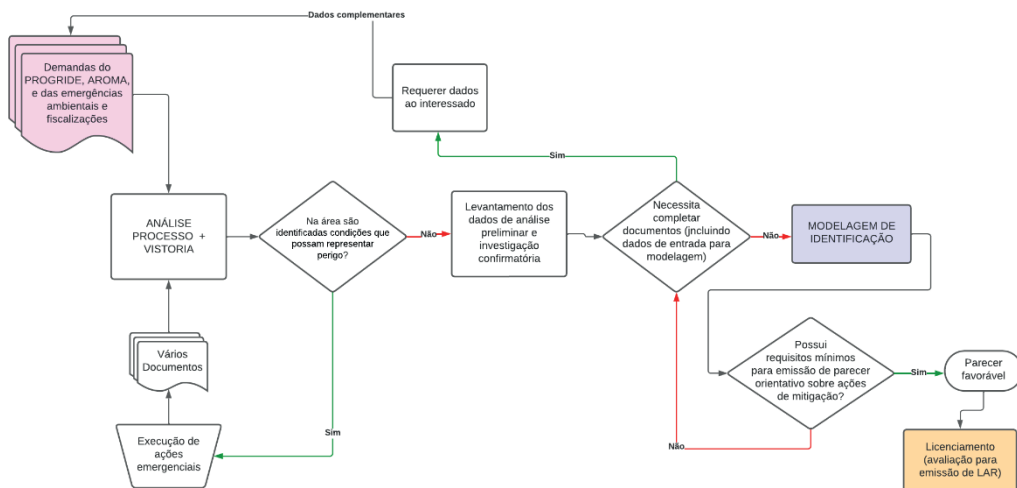 Dados complementares
Demandas do
PROGRIDE, AROMA,
e das emergências
ambientais e
fiscalizações
Requerer dados
ao interessado
Sim
ANÁLISE
PROCESSO +
VISTORIA
Na área são
identificadas condições que
possam representar
perigo?
Não
Levantamento dos
dados de análise
preliminar e
investigação
confirmatória
Necessita
completar
documentos (jncluindo
dados de entrada para
modelagem)
Não
MODELAGEM DE
IDENTIFICAÇÃO
Vários
Documentos
Sim
Execução de
ações
emergenciais
Possui
requisitos mínimos
para emissão de parecer
orientativo sobre ações
de mitigação?
Não
Sim
Parecer
favorável
Licenciamento
(avaliação para
emissão de LAR)